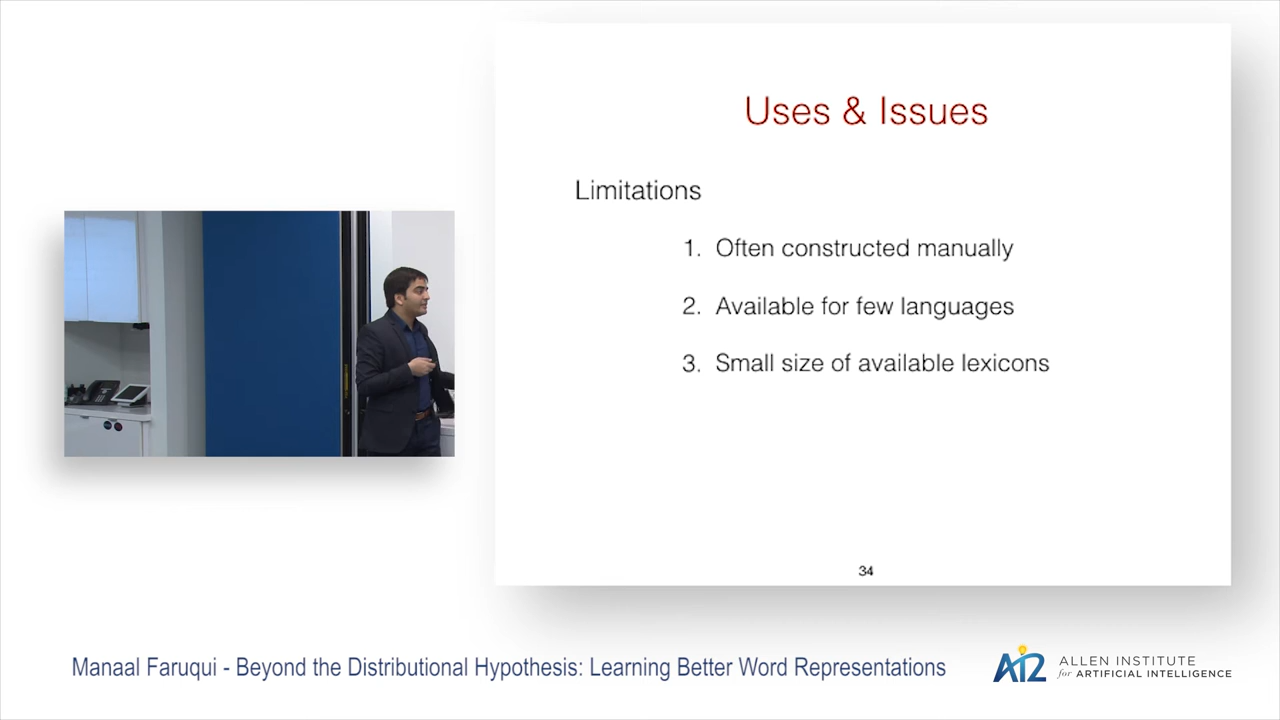 Uses & Issues
Limitations
1. Often constructed manually
2. Available for few languages
3. Small size of available lexicons
34
Manaal Faruqui - Beyond the Distributional Hypothesis: Learning Better Word Representations
AI2
ALLEN INSTITUTE
for ARTIFICIAL INTELLIGENCE